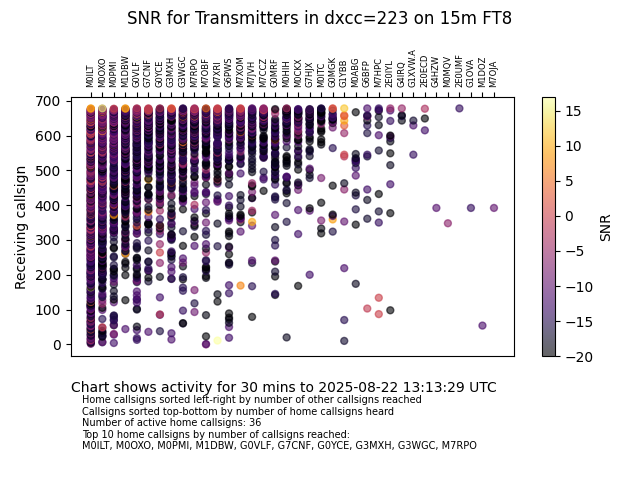 SNR for Transmitters in dxcc=223 on 15m FT8
M0ILT M0OXO M0PMI M1DBW G0VLF G7CNF G0YCE G3MXH G3WGC M7RPO M7OBF M7XRI G6PWS M7XOM M7JVH M7CCZ G0MRF M0HIH M0CKX G7HJX M0ITC G0MGK G1YBB M0ABG G6BFP M7HPC 2E0IYL G4IRQ G1XVW.A 2E0ECD G4HZW M0MQV 2E0UMF G1OVA M1DOZ M7OJA
700
600
500
400
300
200
100
0
Receiving callsign
15
10
5
0
−5
−10
−15
−20
SNR
Chart shows activity for 30 mins to 2025-08-22 13:13:29 UTC
Home callsigns sorted left-right by number of other callsigns reached
Callsigns sorted top-bottom by number of home callsigns heard
Number of active home callsigns: 36
Top 10 home callsigns by number of callsigns reached:
M0ILT, M0OXO, M0PMI, M1DBW, G0VLF, G7CNF, G0YCE, G3MXH, G3WGC, M7RPO